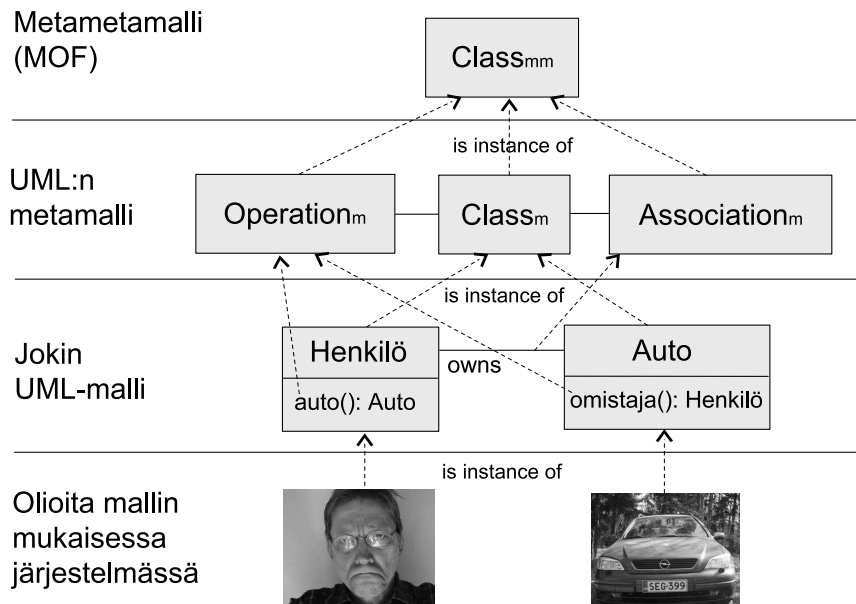 Metametamalli
(MOF)
Classmm
is instance of
UML:n
metamalli
Operationm
Classm
Associationm
is instance of
Jokin
UML-malli
Henkilö
auto(): Auto
owns
Auto
omistaja(): Henkilö
is instance of
Olioita mallin
mukaisessa
järjestelmässä
SEG-399